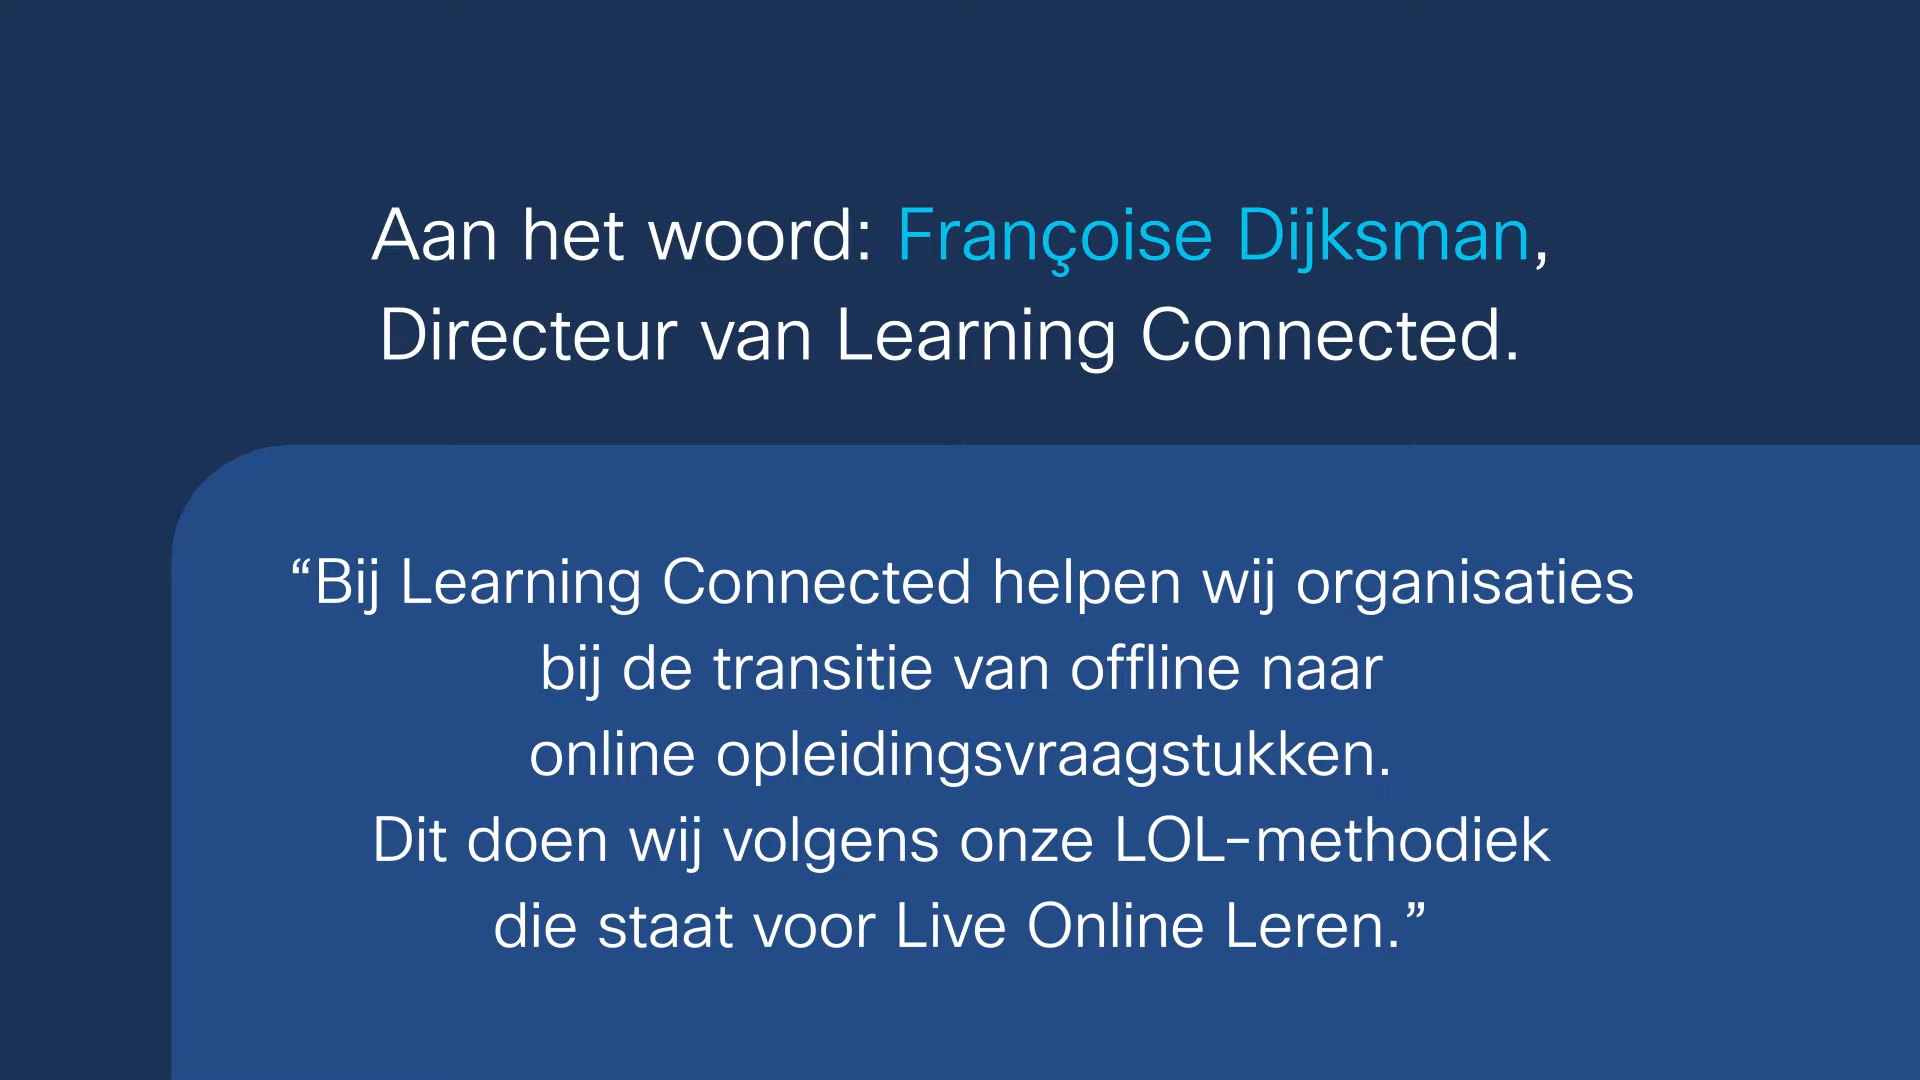 Aan het woord: Françoise Dijksman,
Directeur van Learning Connected.
“Bij Learning Connected helpen wij organisaties
bij de transitie van offline naar
online opleidingsvraagstukken.
Dit doen wij volgens onze LOL-methodiek
die staat voor Live Online Leren.”